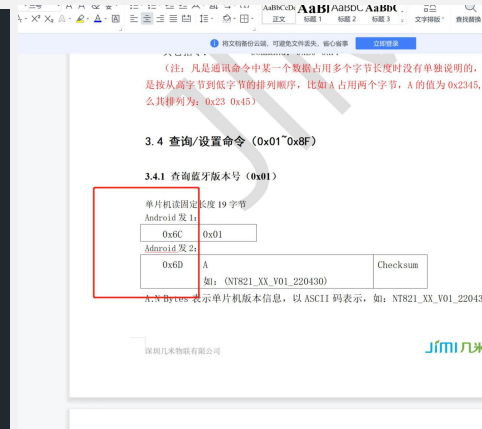 AaBbCcDc AaBl AaBbDC AaBbC
正文 标题 1 标题 2 标题 3 文字排版 查找替换
将文档备份云端，可避免文件丢失，省心省事 立即登录
（注：凡是通讯命令中某一个数据占用多个字节长度时没有单独说明的，
是按从高字节到低字节的排列顺序，比如 A 占用两个字节，A 的值为 0x2345，
么其排列为：0x23 0x45）
3.4 查询/设置命令（0x01~0x8F）
3.4.1 查询蓝牙版本号（0x01）
单片机读固定长度 19 字节
Android 发 1：
0x6C 0x01
Adnroid 发 2：
0x6D A Checksum
如：（NT821_XX_V01_220430）
A:N Bytes 表示单片机版本信息，以 ASCII 码表示，如：NT821_XX_V01_22043
深圳几米物联有限公司 JiMi 几米